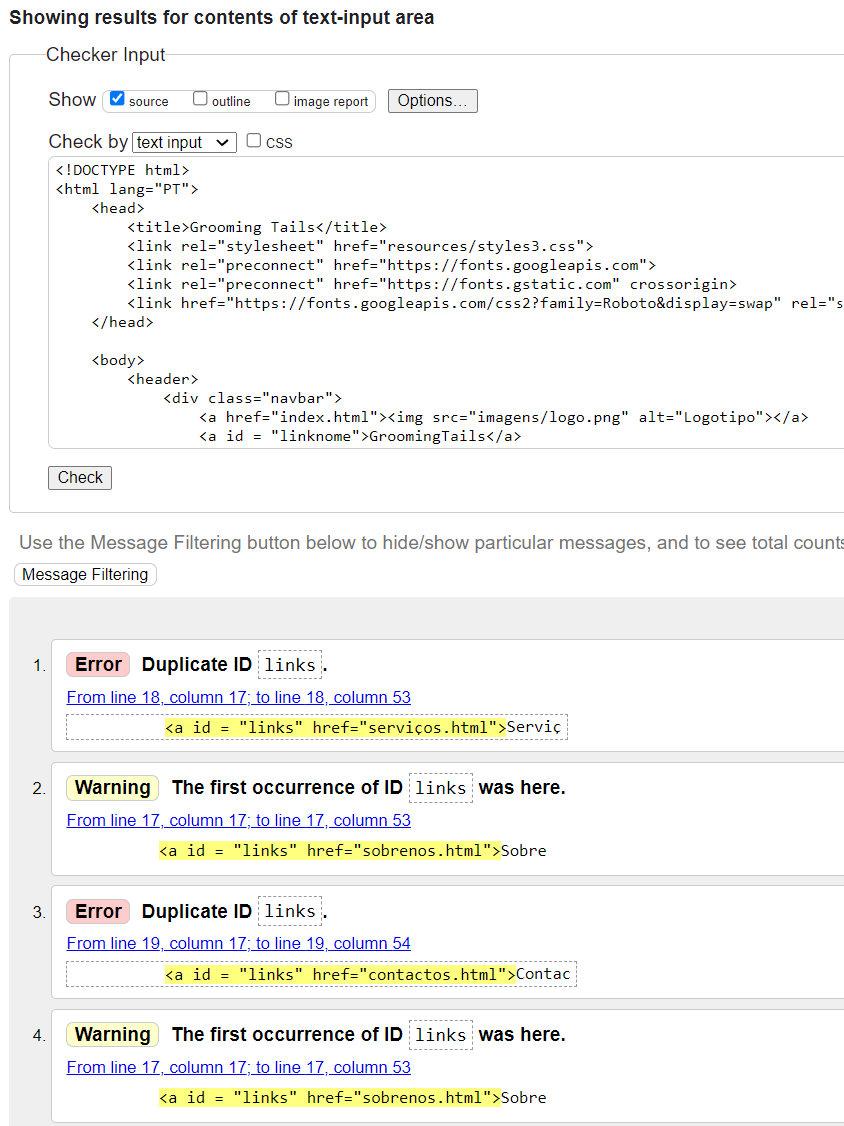 Showing results for contents of text-input area
Checker Input
Show source outline image report Options...
Check by text input CSS
<!DOCTYPE html>
<html lang="PT">
    <head>
        <title>Grooming Tails</title>
        <link rel="stylesheet" href="resources/styles3.css">
        <link rel="preconnect" href="https://fonts.googleapis.com">
        <link rel="preconnect" href="https://fonts.gstatic.com" crossorigin>
        <link href="https://fonts.googleapis.com/css2?family=Roboto&display=swap" rel="s
    </head>
    <body>
        <header>
            <div class="navbar">
                <a href="index.html"><img src="imagens/logo.png" alt="Logotipo"></a>
                <a id = "linknome">GroomingTails</a>
Check
Use the Message Filtering button below to hide/show particular messages, and to see total counts
Message Filtering
1. Error Duplicate ID links.
From line 18, column 17; to line 18, column 53
<a id = "links" href="serviços.html">Serviç
2. Warning The first occurrence of ID links was here.
From line 17, column 17; to line 17, column 53
<a id = "links" href="sobrenos.html">Sobre
3. Error Duplicate ID links.
From line 19, column 17; to line 19, column 54
<a id = "links" href="contactos.html">Contac
4. Warning The first occurrence of ID links was here.
From line 17, column 17; to line 17, column 53
<a id = "links" href="sobrenos.html">Sobre